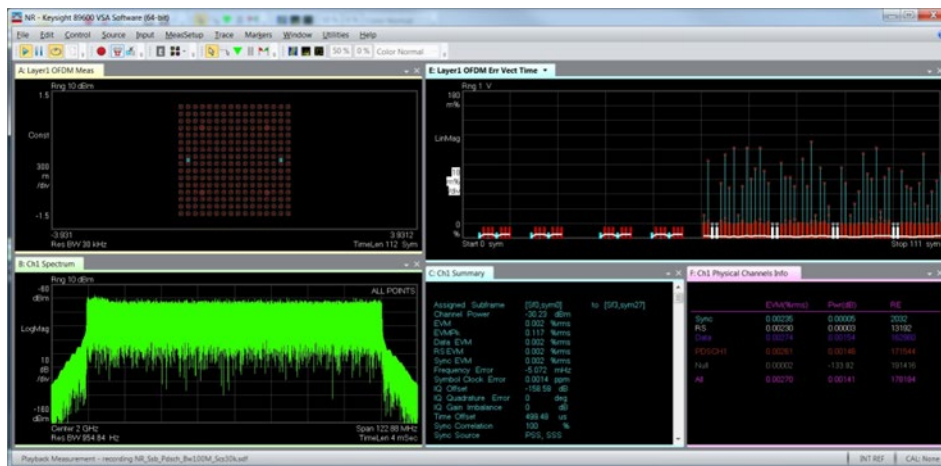 NR - Keysight 89600 VSA Software (64-bit)
File Edit Control Source Input MeasSetup Trace Markers Window Utilities Help
50 % 0 % Color Normal
A: Layer1 OFDM Meas
Rng 10 dBm
1.5
Const
300
m
/div
-1.5
-3.931 3.9312
Res BW 30 kHz TimeLen 112 Sym
E: Layer1 OFDM Err Vect Time
Rng 1 V
180
m%
LinMag
m%
/div
0
%
Start 0 sym Stop 111 sym
B: Ch1 Spectrum
Rng 10 dBm
-60
dBm
ALL POINTS
LogMag
10
dB
/div
-160
dBm
Center 2 GHz Span 122.88 MHz
Res BW 954.84 Hz TimeLen 4 mSec
C: Ch1 Summary
Assigned Subframe [Sf0,sym0] to [Sf3,sym27]
Channel Power -30.23 dBm
EVM 0.002 %rms
EVMPk 0.117 %rms
Data EVM 0.002 %rms
RS EVM 0.002 %rms
Sync EVM 0.002 %rms
Frequency Error -5.072 mHz
Symbol Clock Error 0.0014 ppm
IQ Offset -158.59 dB
IQ Quadrature Error 0 deg
IQ Gain Imbalance 0 dB
Time Offset 499.49 us
Sync Correlation 100 %
Sync Source PSS, SSS
F: Ch1 Physical Channels Info
EVM(%rms) Pwr(dB) RE
Sync 0.00235 0.00005 2032
RS 0.00230 0.00003 13192
Data 0.00274 0.00154
PDSCH1 0.00261 0.00146 171544
Null 0.00002 -133.82 191416
All 0.00270 0.00141 178184
Playback Measurement - recording NR_Ssb_Pdsch_Bw100M_Scs30k.sdf INT REF CAL: None